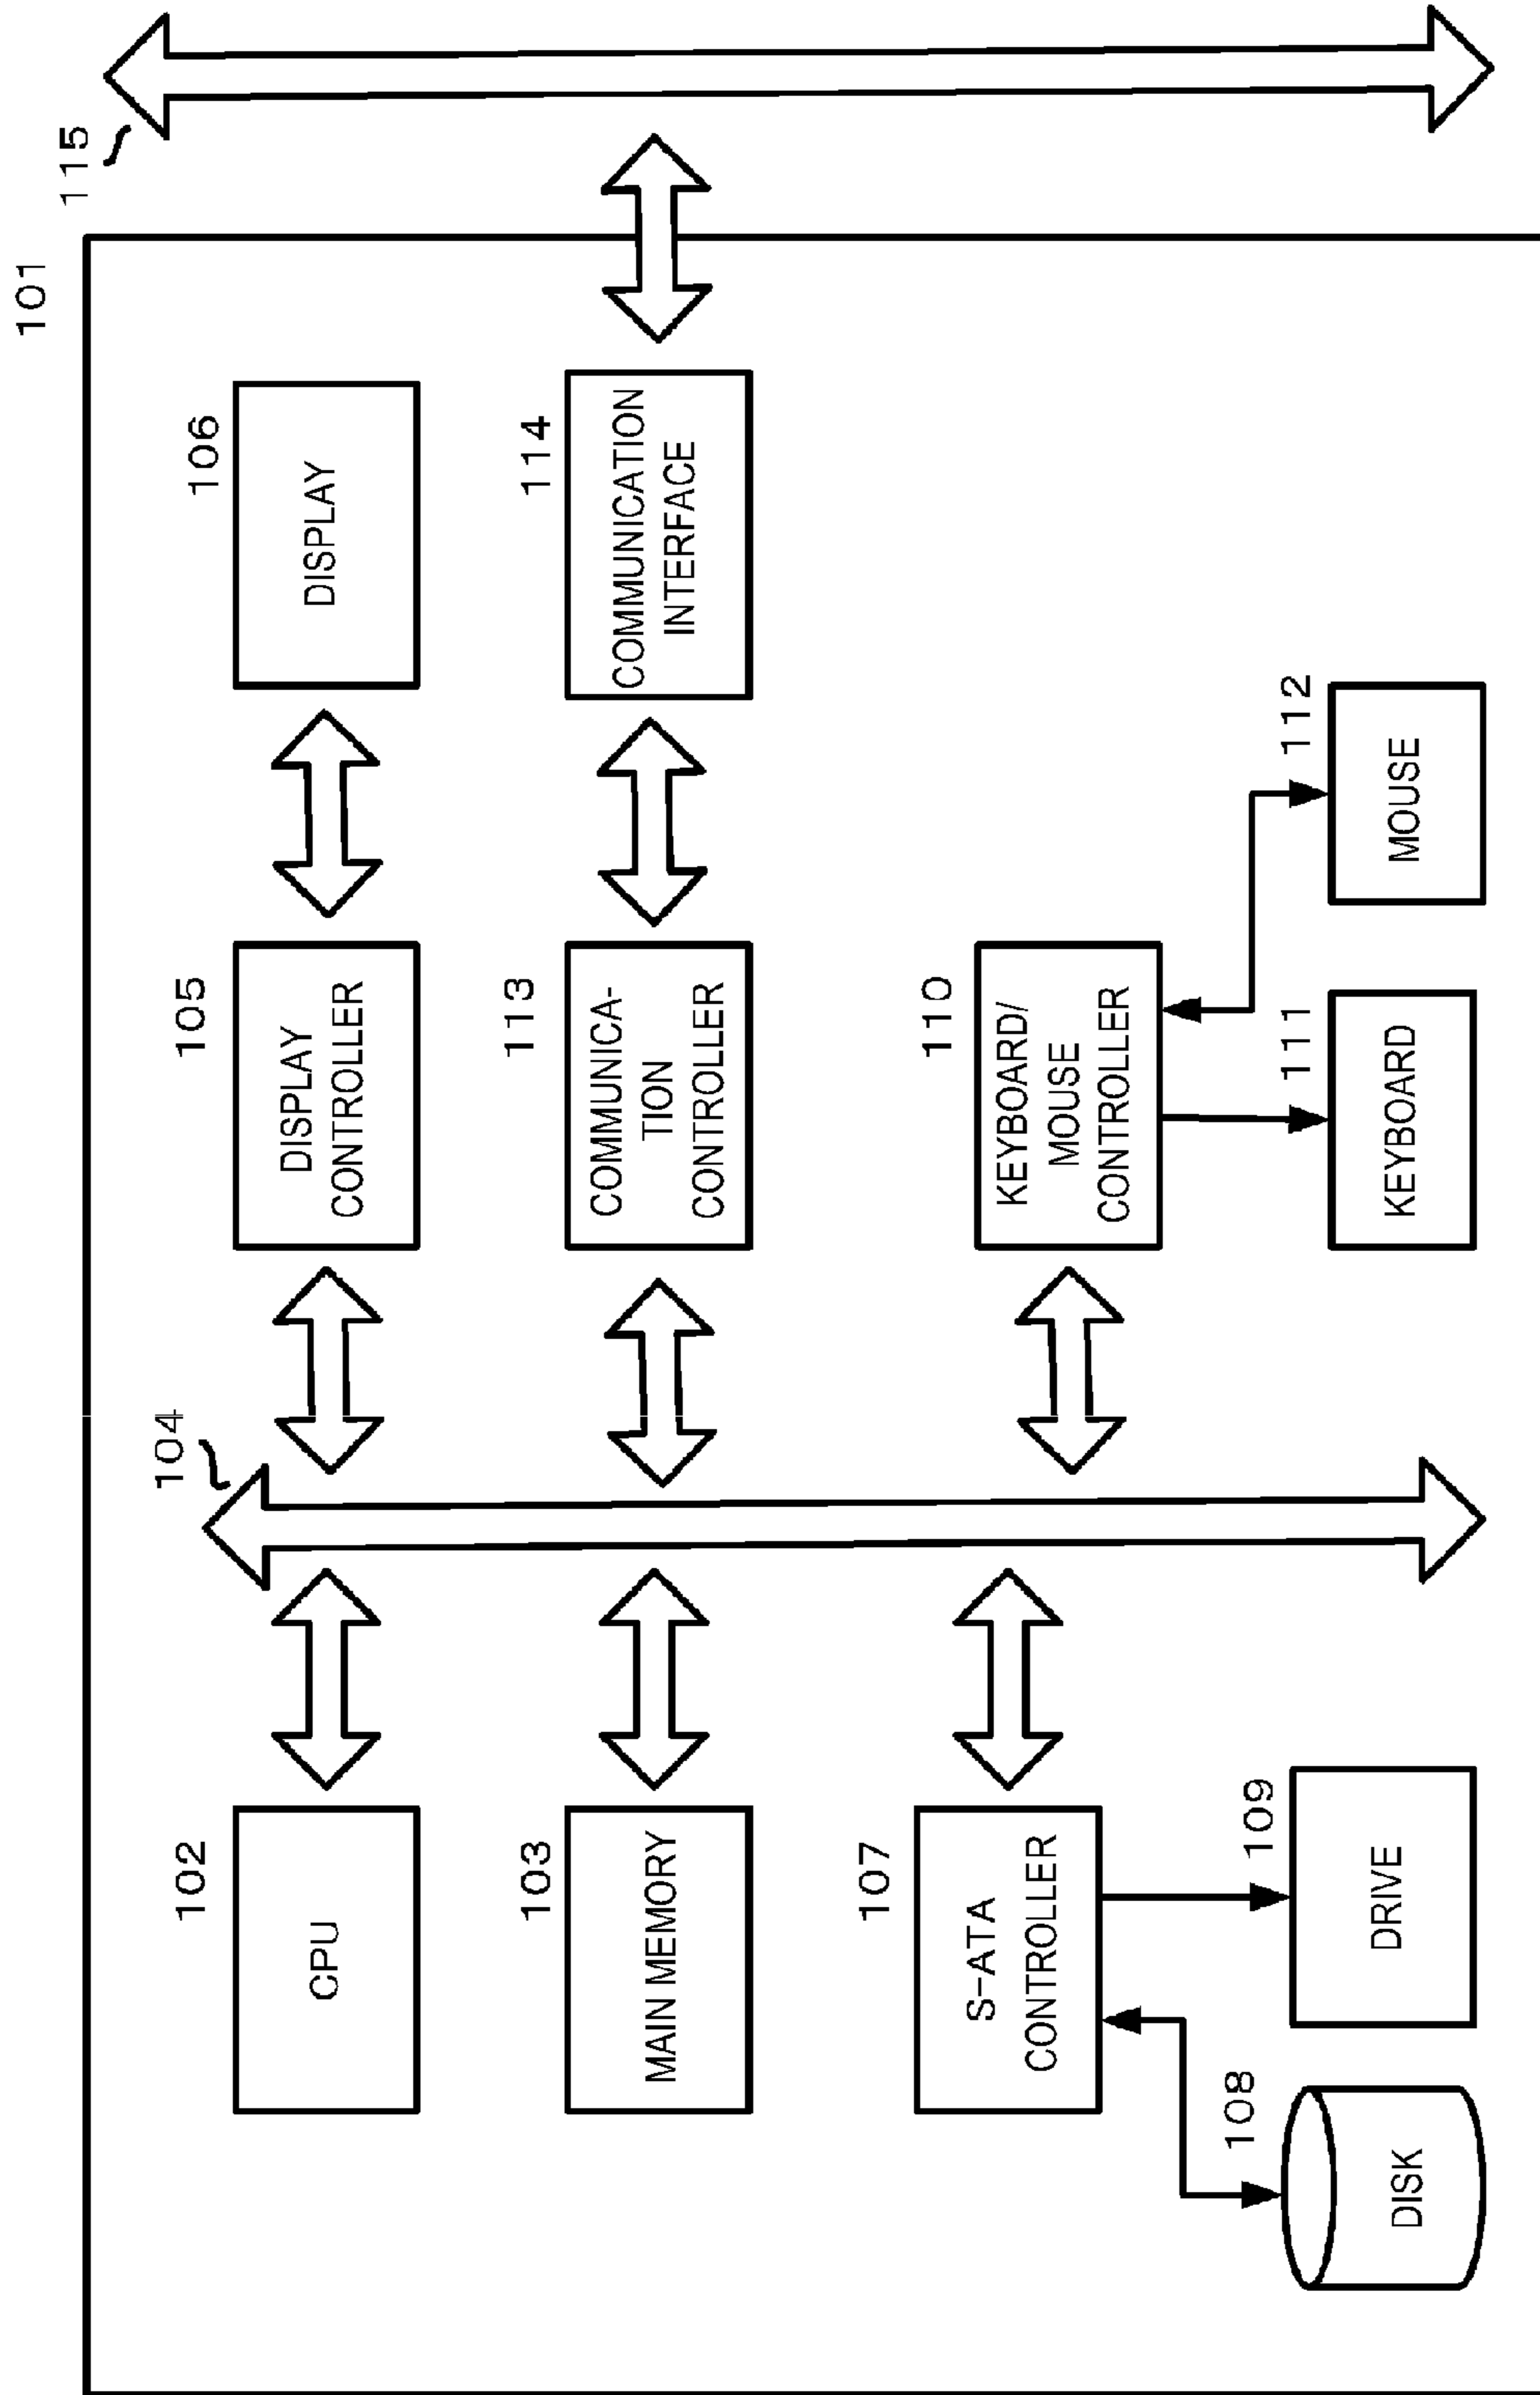 101
115
104
102
CPU
105
DISPLAY
CONTROLLER
106
DISPLAY
103
MAIN MEMORY
113
COMMUNICA-
TION
CONTROLLER
114
COMMUNICATION
INTERFACE
107
S-ATA
CONTROLLER
110
KEYBOARD/
MOUSE
CONTROLLER
108
DISK
109
DRIVE
111
KEYBOARD
112
MOUSE